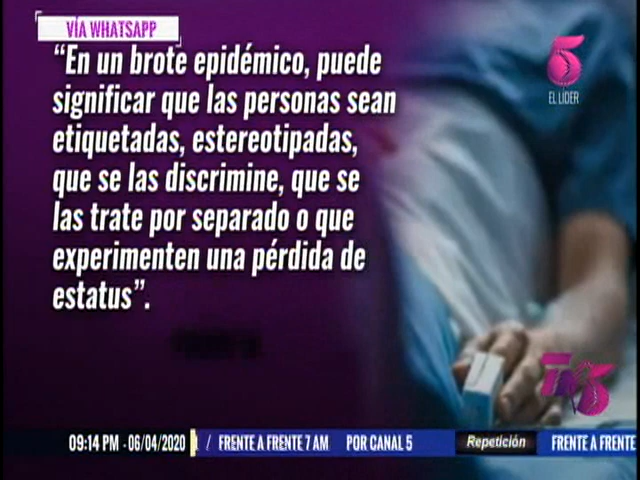 VÍA WHATSAPP
“En un brote epidémico, puede
significar que las personas sean
etiquetadas, estereotipadas,
que se las discrimine, que se
las trate por separado o que
experimenten una pérdida de
estatus”.
5
EL LÍDER
TN5
09:14 PM - 06/04/2020 / FRENTE A FRENTE 7 AM POR CANAL 5 Repetición FRENTE A FRENTE